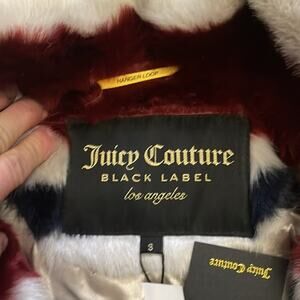 HANGER LOOP
Juicy Couture
BLACK LABEL
los angeles
S
Juicy Couture